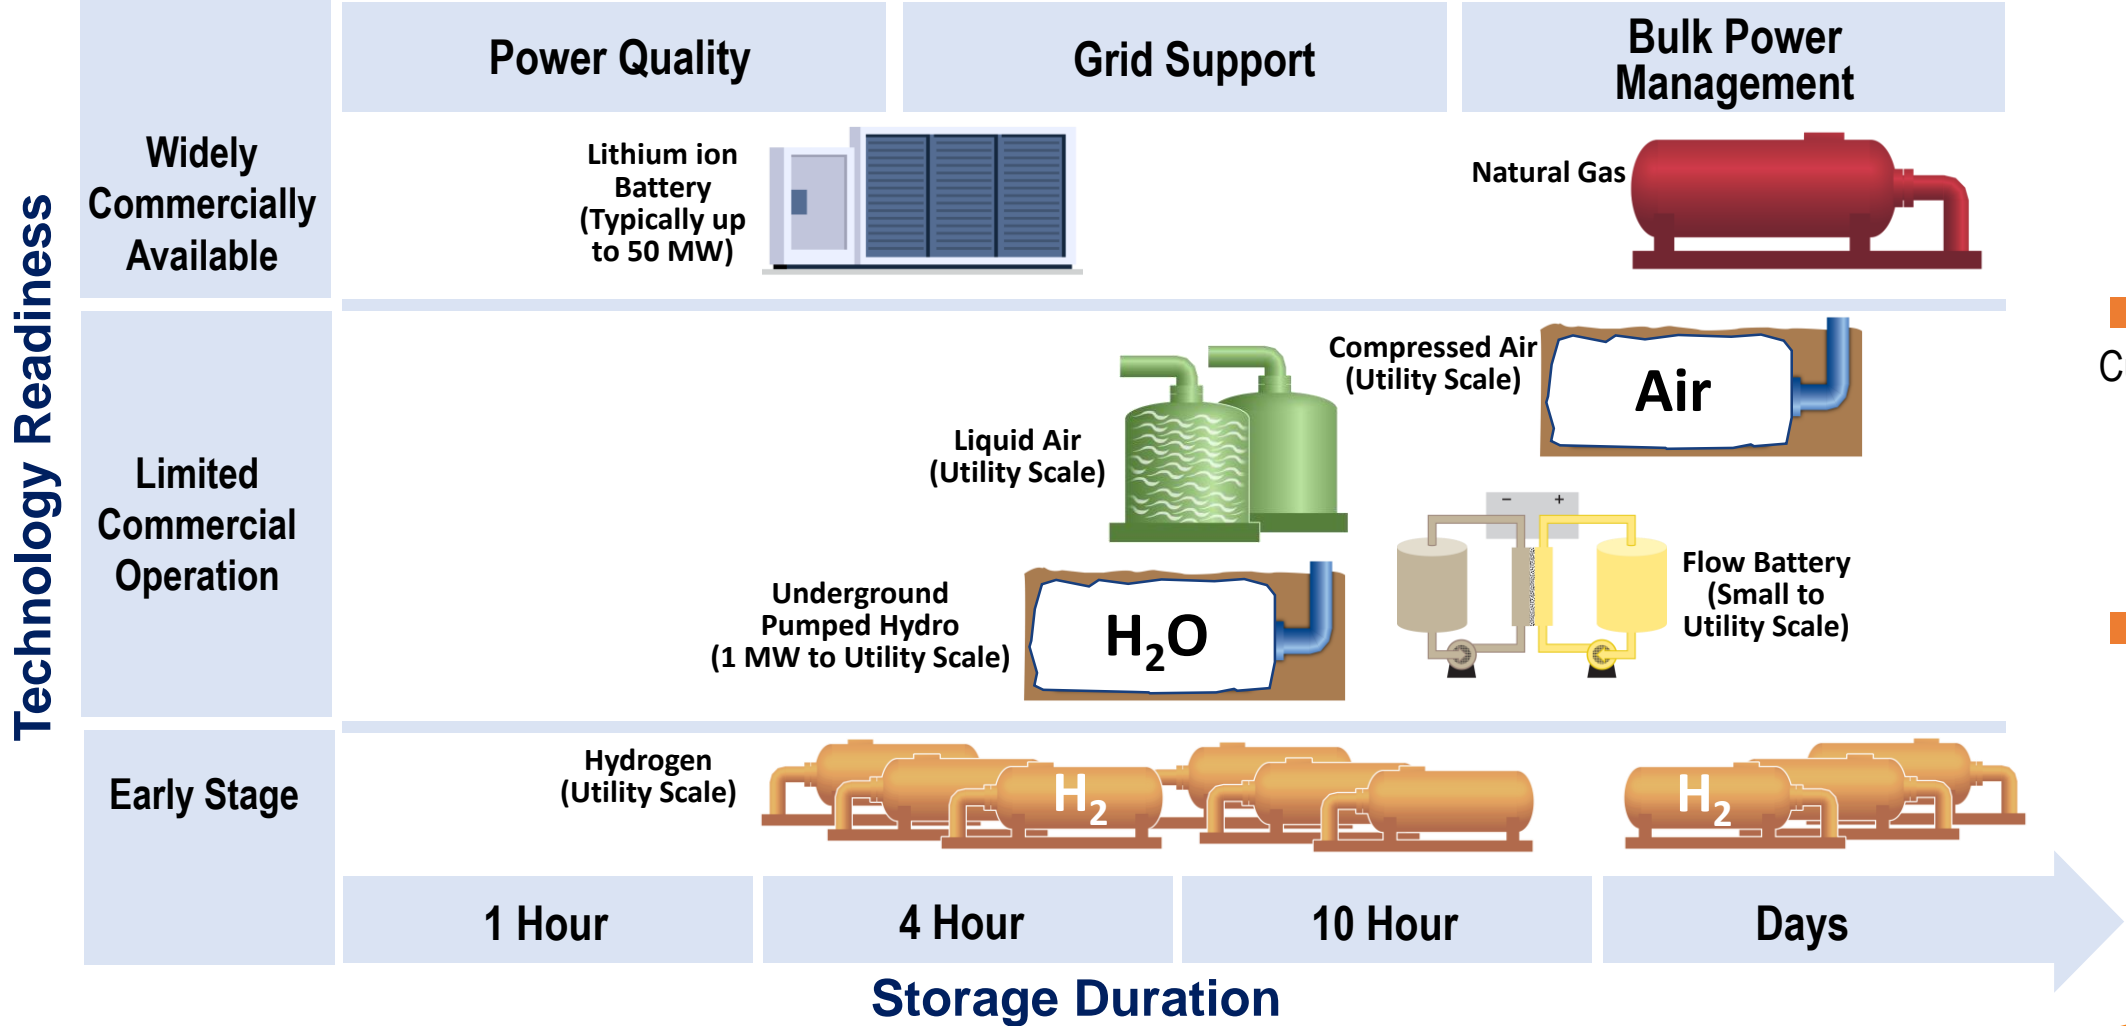 Power Quality
Grid Support
Bulk Power
Management
Technology Readiness
Widely
Commercially
Available
Lithium ion
Battery
(Typically up
to 50 MW)
Natural Gas
Limited
Commercial
Operation
Compressed Air
(Utility Scale)
Air
Liquid Air
(Utility Scale)
− +
Flow Battery
(Small to
Utility Scale)
Underground
Pumped Hydro
(1 MW to Utility Scale)
H₂O
Early Stage
Hydrogen
(Utility Scale)
H₂
H₂
1 Hour
4 Hour
10 Hour
Days
Storage Duration